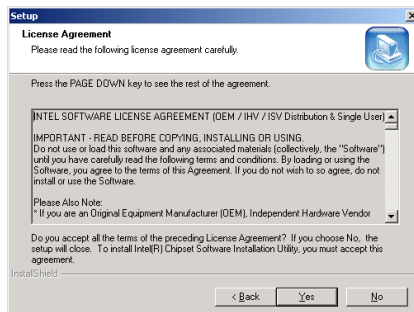 Setup
License Agreement
Please read the following license agreement carefully.
Press the PAGE DOWN key to see the rest of the agreement.
INTEL SOFTWARE LICENSE AGREEMENT (OEM / IHV / ISV Distribution & Single User)
IMPORTANT - READ BEFORE COPYING, INSTALLING OR USING.
Do not use or load this software and any associated materials (collectively, the "Software")
until you have carefully read the following terms and conditions. By loading or using the
Software, you agree to the terms of this Agreement. If you do not wish to so agree, do not
install or use the Software.
Please Also Note:
* If you are an Original Equipment Manufacturer (OEM), Independent Hardware Vendor
Do you accept all the terms of the preceding License Agreement? If you choose No, the
setup will close. To install Intel(R) Chipset Software Installation Utility, you must accept this
agreement.
InstallShield
< Back
Yes
No